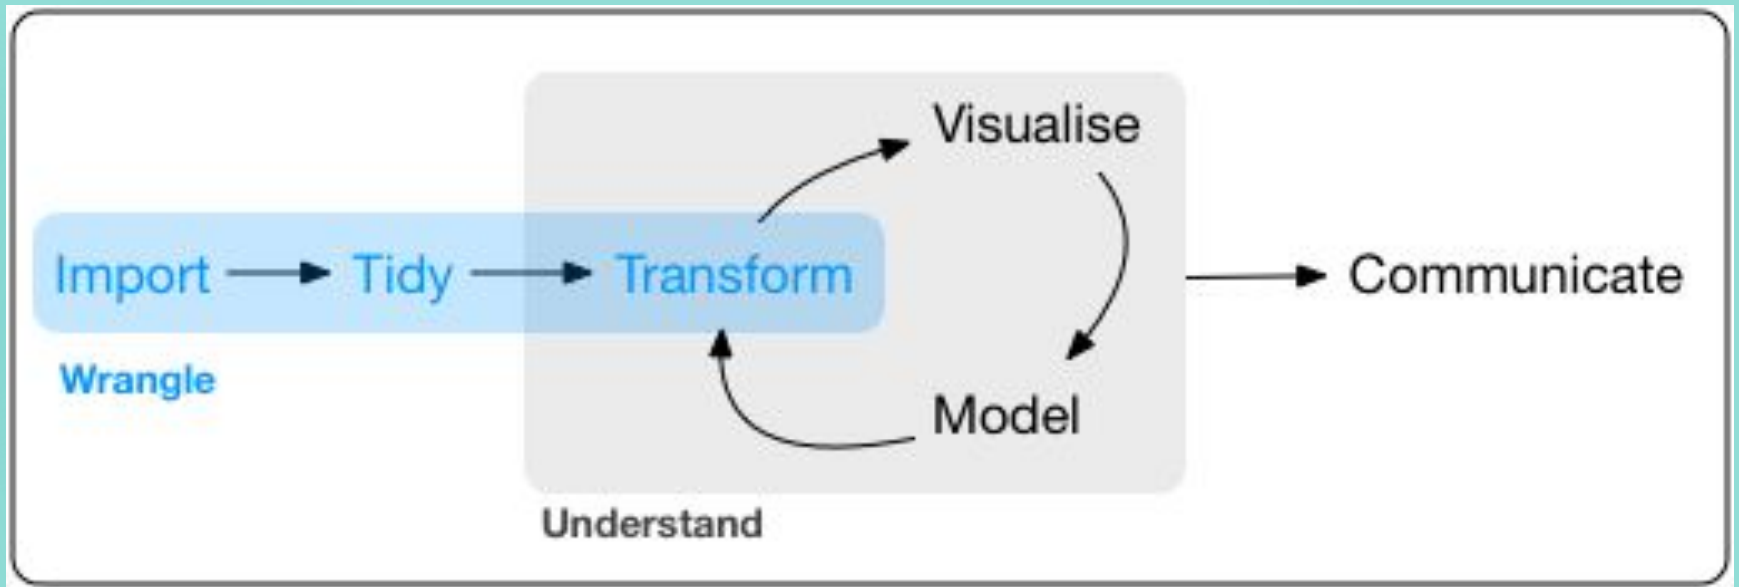 Visualise
Import Tidy Transform
Communicate
Wrangle
Model
Understand